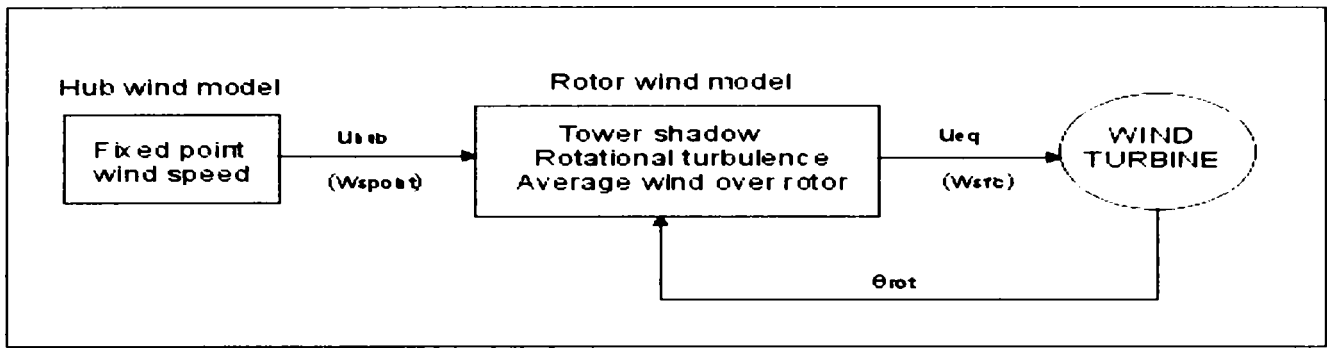 Hub wind model
Fixed point
wind speed
Rotor wind model
Tower shadow
Rotational turbulence
Average wind over rotor
Ueq
WIND
TURBINE
θrot